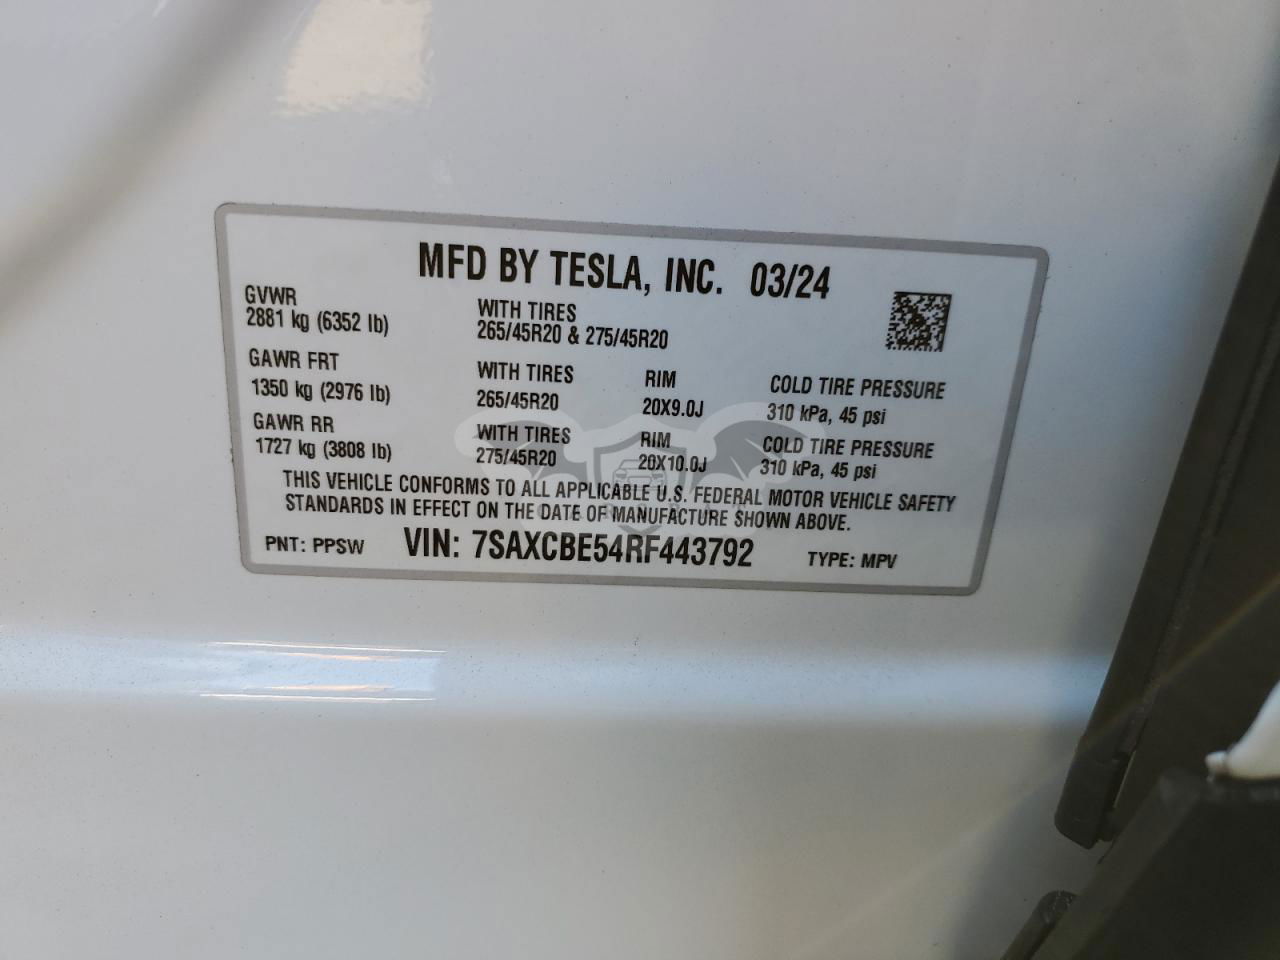 MFD BY TESLA, INC. 03/24
GVWR
2881 kg (6352 lb)
WITH TIRES
265/45R20 & 275/45R20
GAWR FRT
1350 kg (2976 lb)
WITH TIRES
265/45R20
RIM
20X9.0J
COLD TIRE PRESSURE
310 kPa, 45 psi
GAWR RR
1727 kg (3808 lb)
WITH TIRES
275/45R20
RIM
20X10.0J
COLD TIRE PRESSURE
310 kPa, 45 psi
THIS VEHICLE CONFORMS TO ALL APPLICABLE U.S. FEDERAL MOTOR VEHICLE SAFETY
STANDARDS IN EFFECT ON THE DATE OF MANUFACTURE SHOWN ABOVE.
PNT: PPSW VIN: 7SAXCBE54RF443792 TYPE: MPV